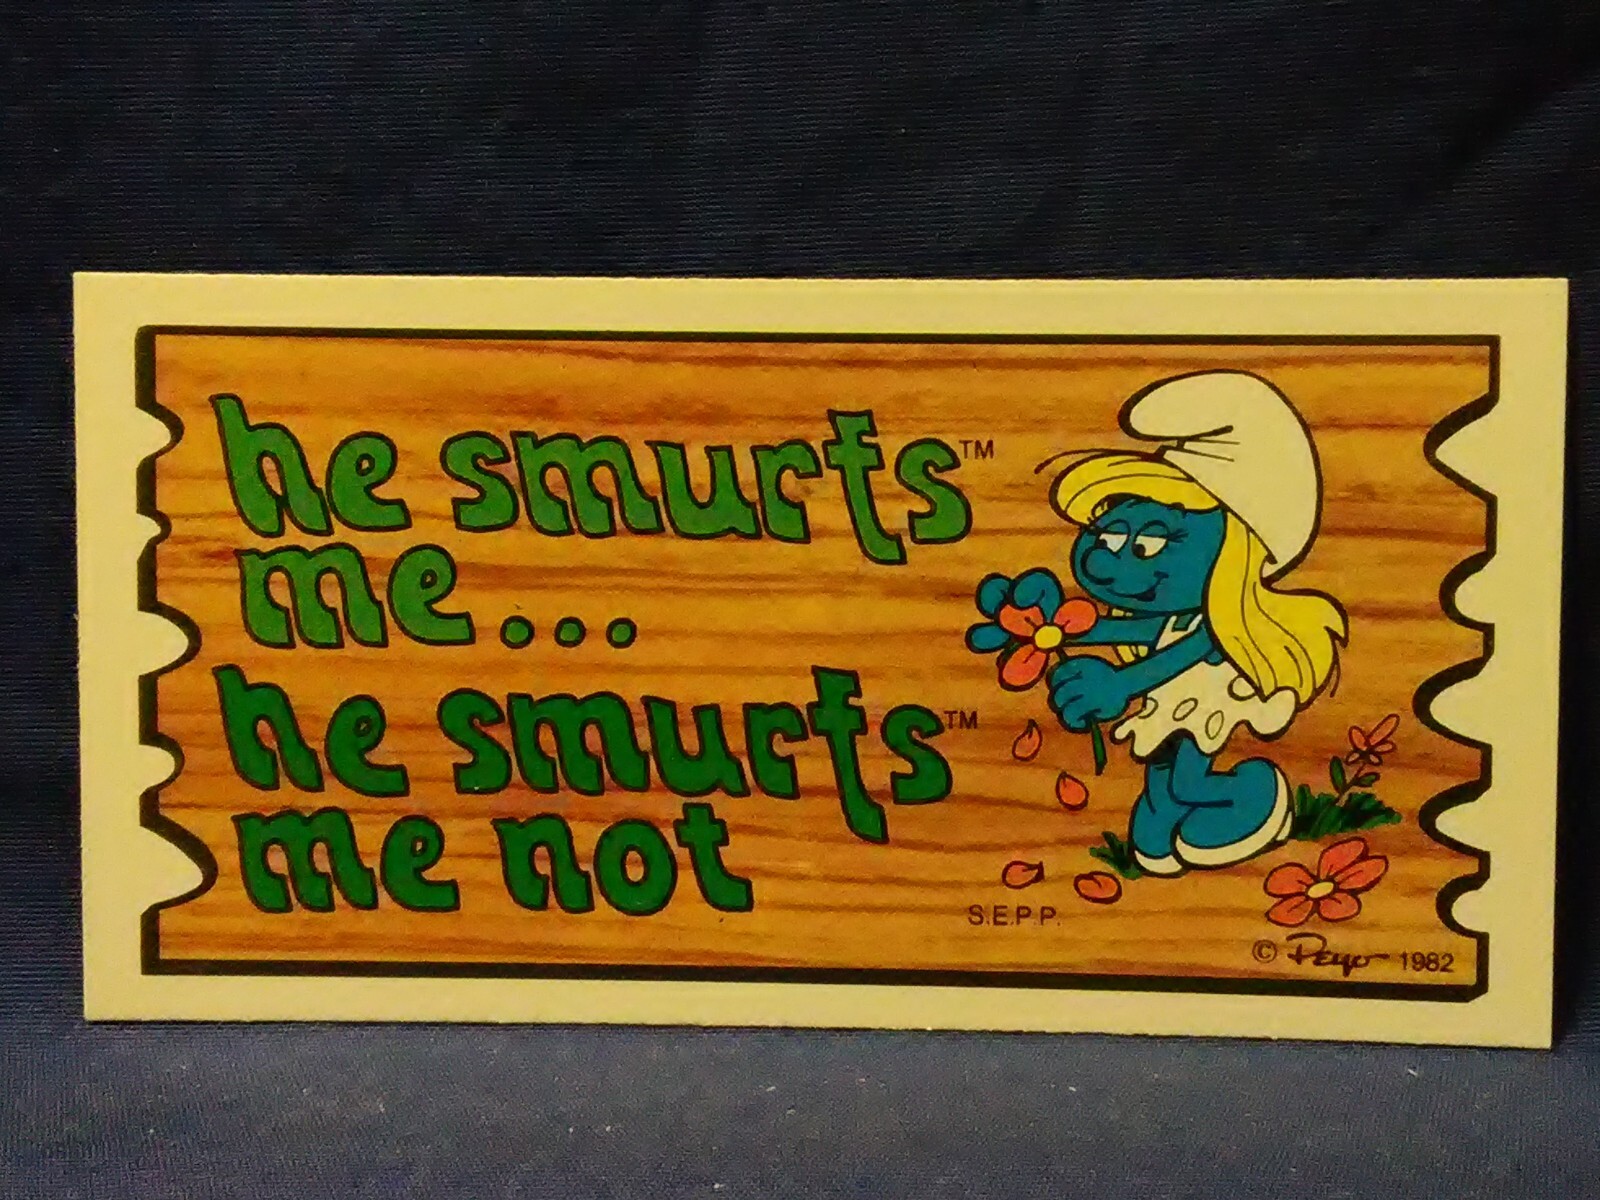 he smurfs™
me...
he smurfs™
me not
S.E.P.P.
© Peyo 1982